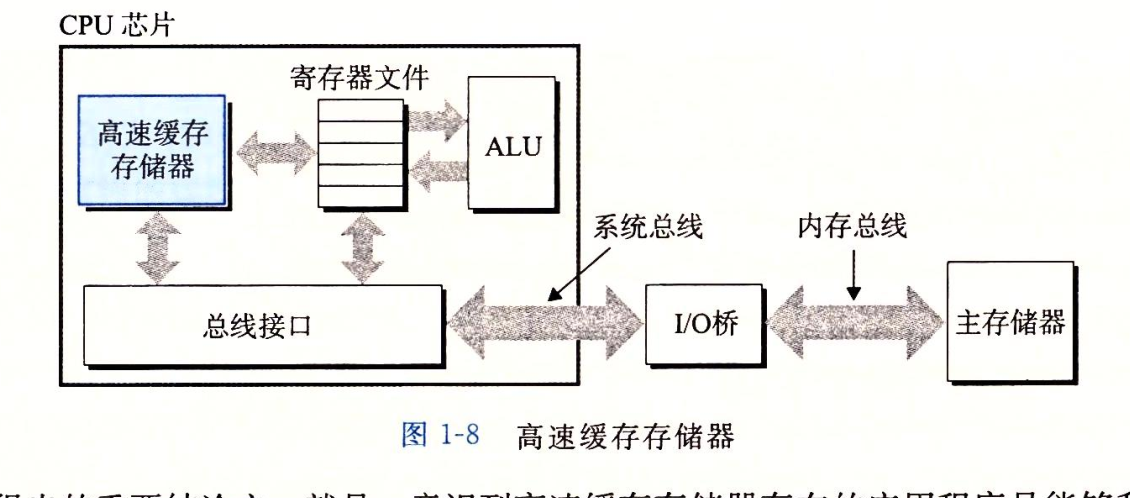 CPU 芯片
寄存器文件
高速缓存
存储器
ALU
系统总线
内存总线
总线接口
I/O桥
主存储器
图 1-8 高速缓存存储器